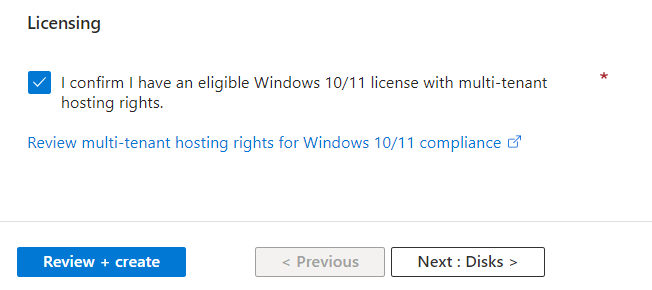 Licensing
I confirm I have an eligible Windows 10/11 license with multi-tenant *
hosting rights.
Review multi-tenant hosting rights for Windows 10/11 compliance
Review + create
< Previous
Next : Disks >